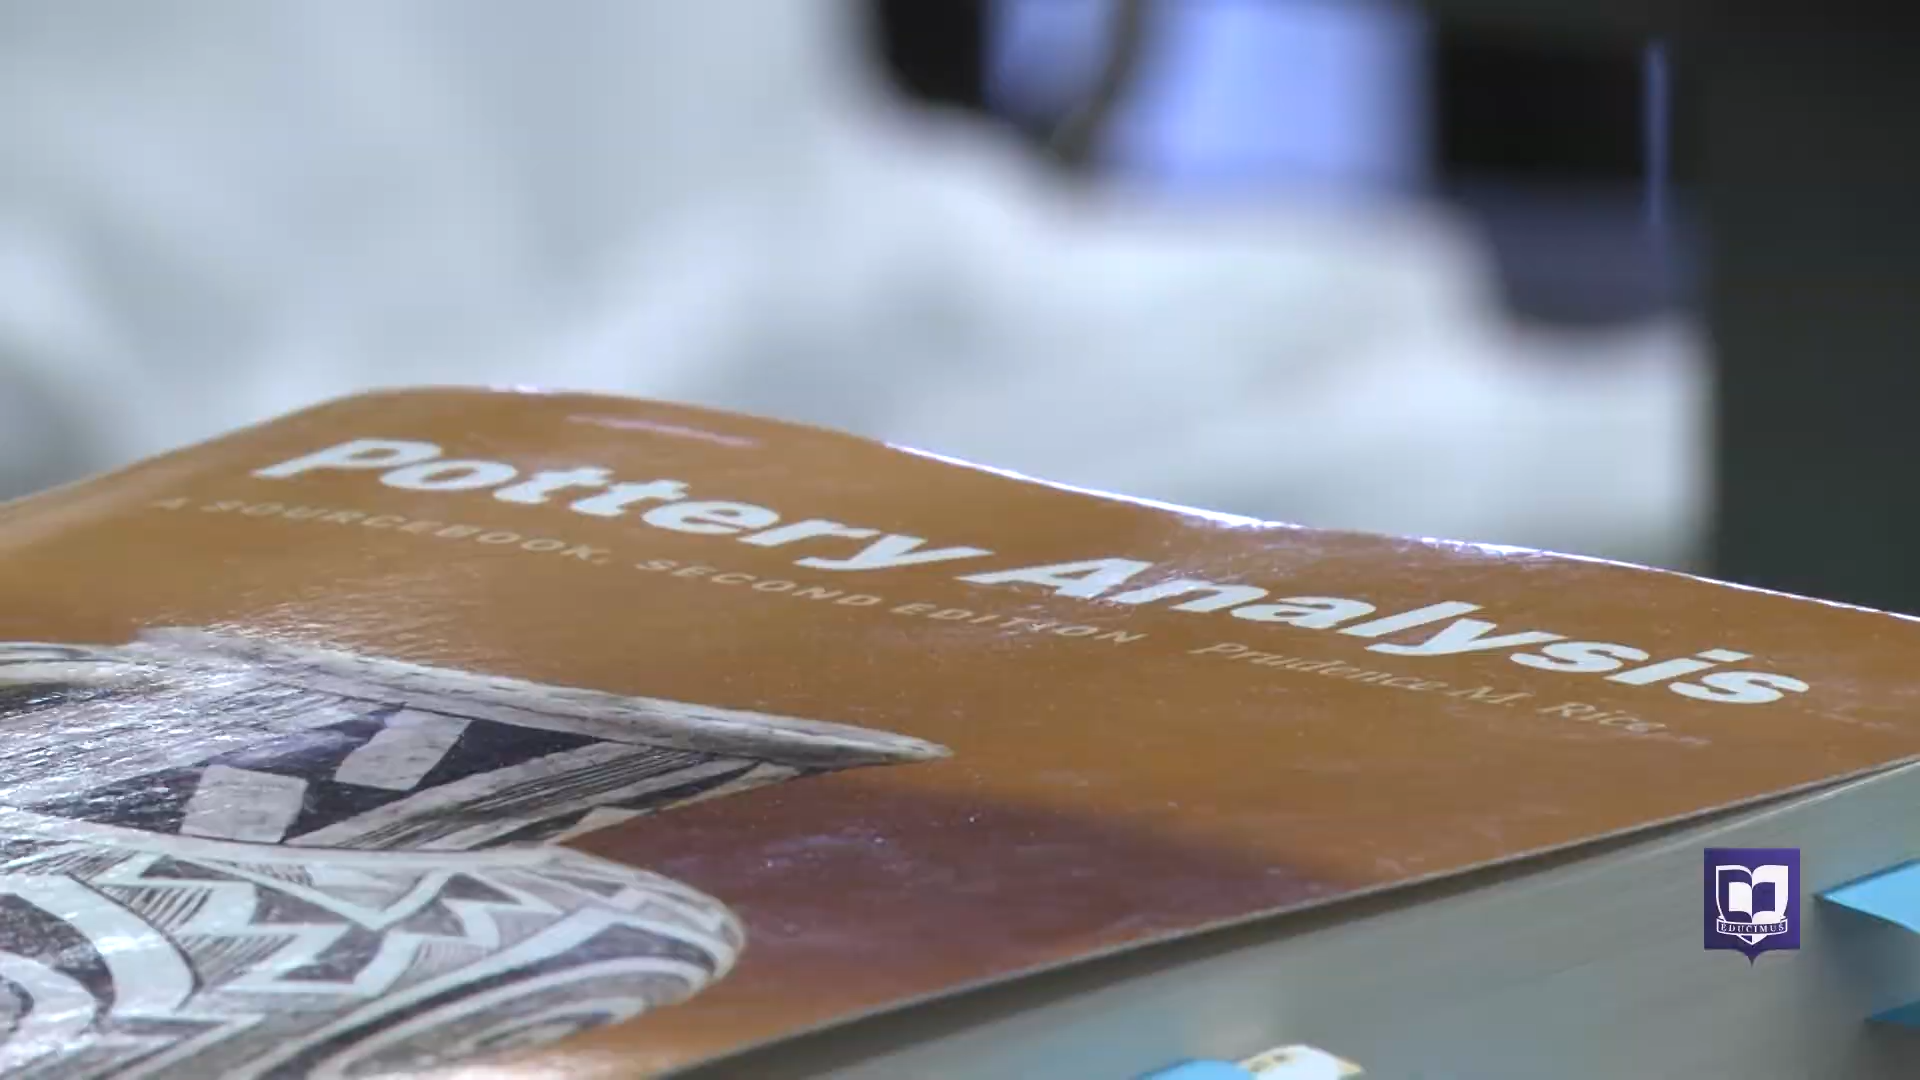 Pottery Analysis
A SOURCEBOOK, SECOND EDITION Prudence M. Rice
EDUCIMUS